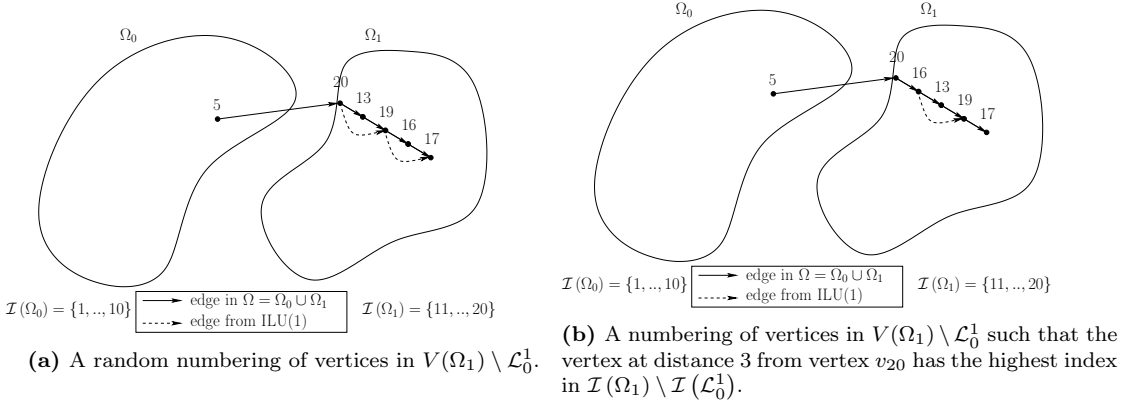 Ω₀
Ω₁
5
20
13
19
16
17
I(Ω₀) = {1, .., 10}
edge in Ω = Ω₀ ∪ Ω₁
edge from ILU(1)
I(Ω₁) = {11, .., 20}
(a) A random numbering of vertices in V(Ω₁) \ L₀¹.
Ω₀
Ω₁
5
20
16
13
19
17
I(Ω₀) = {1, .., 10}
edge in Ω = Ω₀ ∪ Ω₁
edge from ILU(1)
I(Ω₁) = {11, .., 20}
(b) A numbering of vertices in V(Ω₁) \ L₀¹ such that the
vertex at distance 3 from vertex v₂₀ has the highest index
in I(Ω₁) \ I(L₀¹).